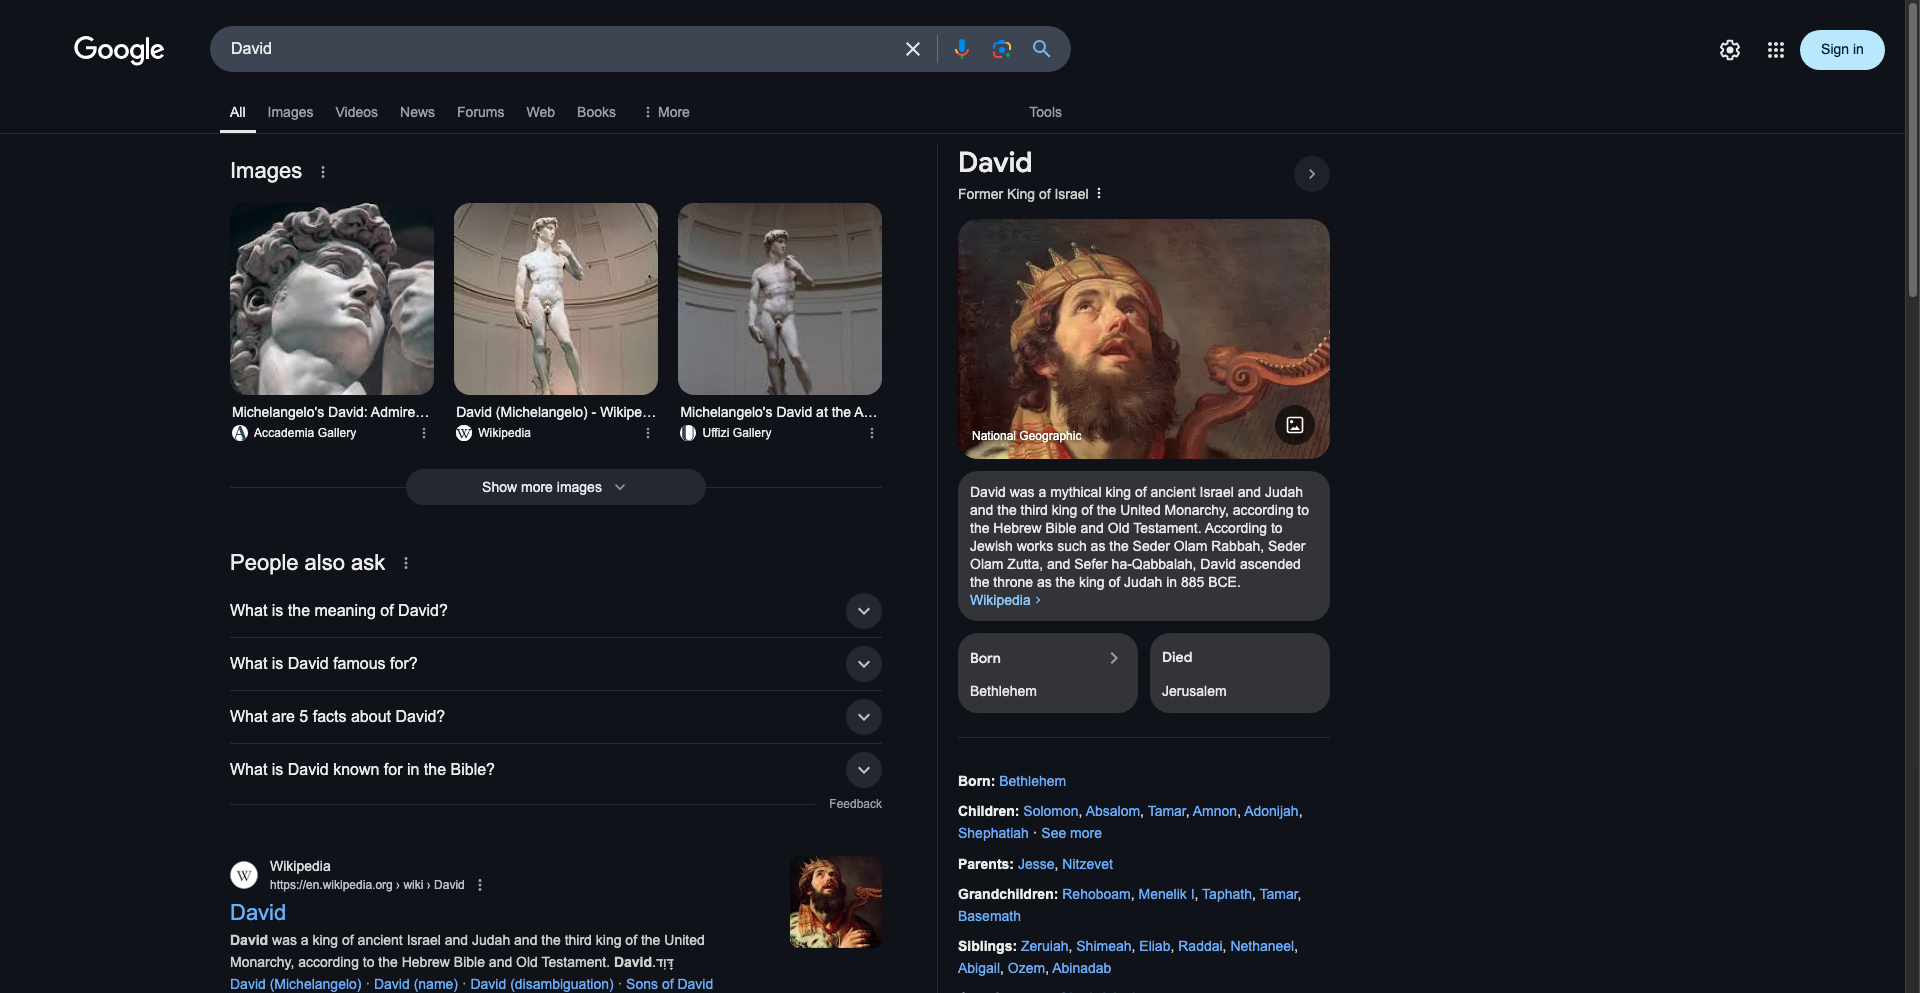 Google
David
Sign in
All
Images
Videos
News
Forums
Web
Books
More
Tools
Images
Michelangelo's David: Admire...
Accademia Gallery
David (Michelangelo) - Wikipe...
Wikipedia
Michelangelo's David at the A...
Uffizi Gallery
Show more images
People also ask
What is the meaning of David?
What is David famous for?
What are 5 facts about David?
What is David known for in the Bible?
Feedback
W
Wikipedia
https://en.wikipedia.org › wiki › David
David
David was a king of ancient Israel and Judah and the third king of the United
Monarchy, according to the Hebrew Bible and Old Testament. David.דָּוִד
David (Michelangelo) · David (name) · David (disambiguation) · Sons of David
David
Former King of Israel
National Geographic
David was a mythical king of ancient Israel and Judah
and the third king of the United Monarchy, according to
the Hebrew Bible and Old Testament. According to
Jewish works such as the Seder Olam Rabbah, Seder
Olam Zutta, and Sefer ha-Qabbalah, David ascended
the throne as the king of Judah in 885 BCE.
Wikipedia ›
Born
Bethlehem
Died
Jerusalem
Born: Bethlehem
Children: Solomon, Absalom, Tamar, Amnon, Adonijah,
Shephatiah · See more
Parents: Jesse, Nitzevet
Grandchildren: Rehoboam, Menelik I, Taphath, Tamar,
Basemath
Siblings: Zeruiah, Shimeah, Eliab, Raddai, Nethaneel,
Abigail, Ozem, Abinadab